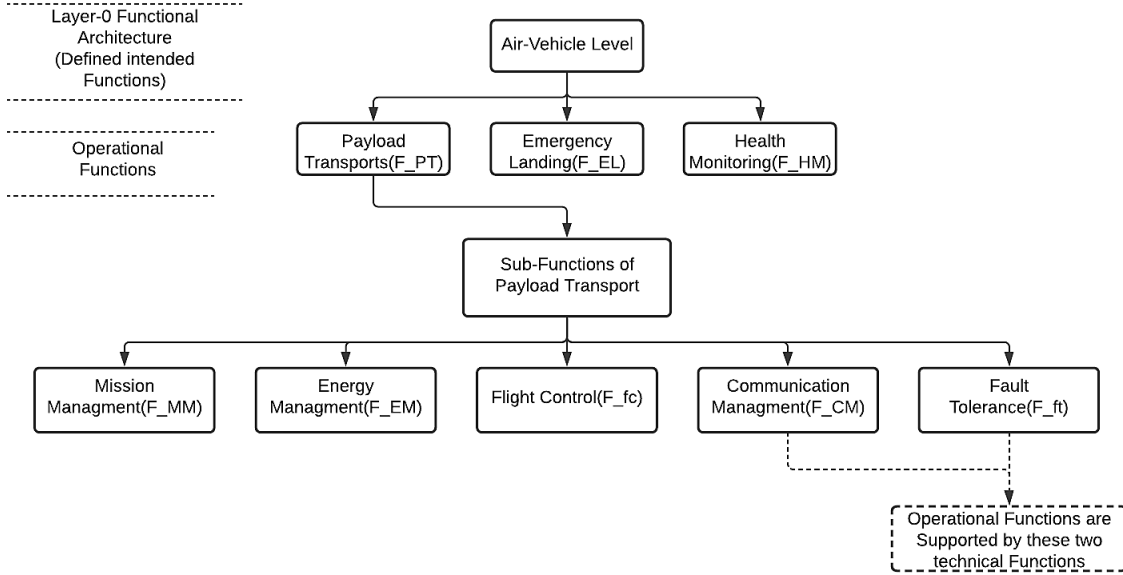 Layer-0 Functional
Architecture
(Defined intended
Functions)
Air-Vehicle Level
Operational
Functions
Payload
Transports(F_PT)
Emergency
Landing(F_EL)
Health
Monitoring(F_HM)
Sub-Functions of
Payload Transport
Mission
Managment(F_MM)
Energy
Managment(F_EM)
Flight Control(F_fc)
Communication
Managment(F_CM)
Fault
Tolerance(F_ft)
Operational Functions are
Supported by these two
technical Functions